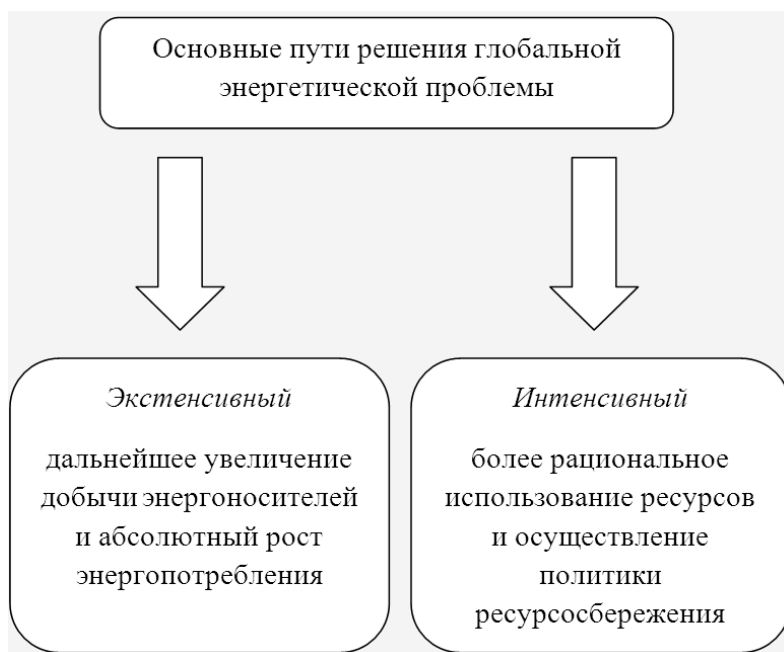 Основные пути решения глобальной
энергетической проблемы
Экстенсивный
дальнейшее увеличение
добычи энергоносителей
и абсолютный рост
энергопотребления
Интенсивный
более рациональное
использование ресурсов
и осуществление
политики
ресурсосбережения